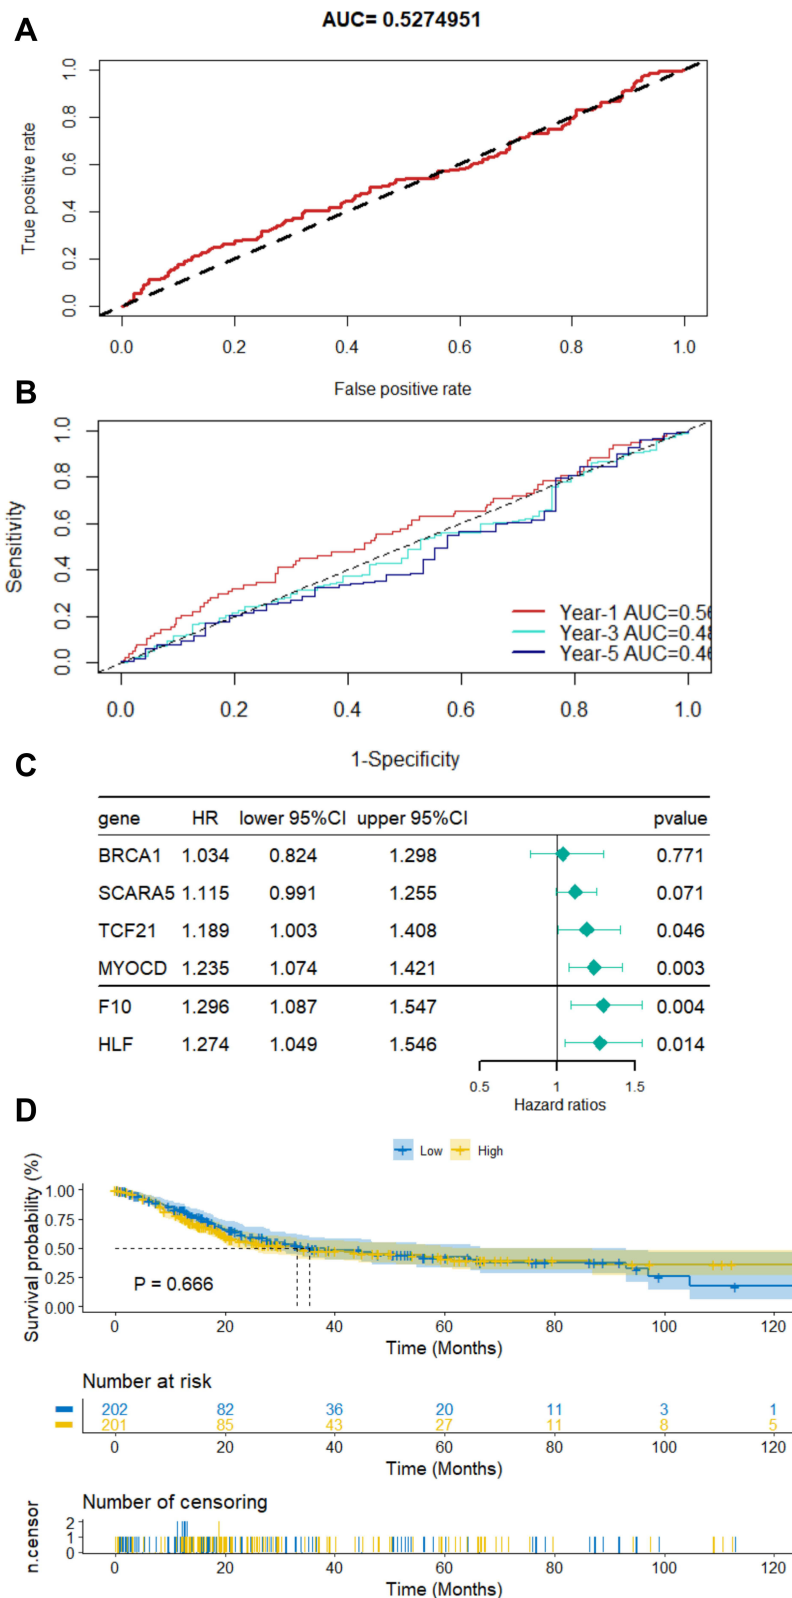 A
AUC= 0.5274951
True positive rate
1.0
0.8
0.6
0.4
0.2
0.0
0.0 0.2 0.4 0.6 0.8 1.0
False positive rate
B
Sensitivity
1.0
0.8
0.6
0.4
0.2
0.0
Year-1 AUC=0.56
Year-3 AUC=0.48
Year-5 AUC=0.46
0.0 0.2 0.4 0.6 0.8 1.0
1-Specificity
C
gene HR lower 95%CI upper 95%CI pvalue
BRCA1 1.034 0.824 1.298 0.771
SCARA5 1.115 0.991 1.255 0.071
TCF21 1.189 1.003 1.408 0.046
MYOCD 1.235 1.074 1.421 0.003
F10 1.296 1.087 1.547 0.004
HLF 1.274 1.049 1.546 0.014
0.5 1 1.5
Hazard ratios
D
Low High
Survival probability (%)
1.00
0.75
0.50
0.25
0.00
P = 0.666
0 20 40 60 80 100 120
Time (Months)
Number at risk
202 82 36 20 11 3 1
201 85 43 27 11 8 5
0 20 40 60 80 100 120
Time (Months)
Number of censoring
n.censor
2
1
0
0 20 40 60 80 100 120
Time (Months)